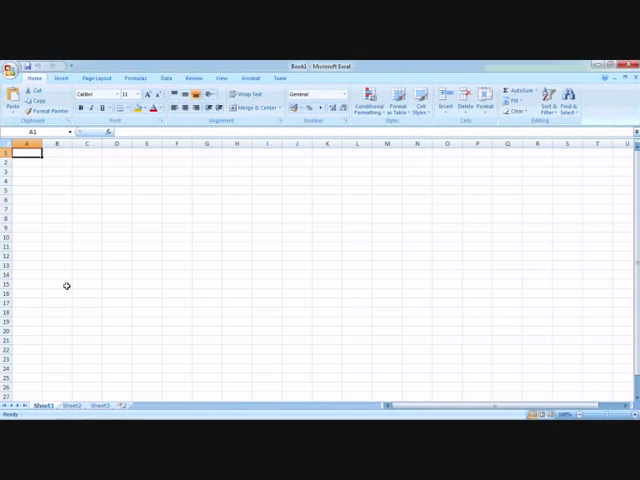 Book1 - Microsoft Excel
Home Insert Page Layout Formulas Data Review View Acrobat Team
Paste
Cut
Copy
Format Painter
Clipboard
Calibri 11
B I U
Font
Wrap Text
Merge & Center
Alignment
General
$ % ,
Number
Conditional Formatting
Format as Table
Cell Styles
Styles
Insert Delete Format
Cells
AutoSum
Fill
Clear
Sort & Filter
Find & Select
Editing
A1 fx
A B C D E F G H I J K L M N O P Q R S T U
1
2
3
4
5
6
7
8
9
10
11
12
13
14
15
16
17
18
19
20
21
22
23
24
25
26
27
Sheet1 Sheet2 Sheet3
Ready 100%